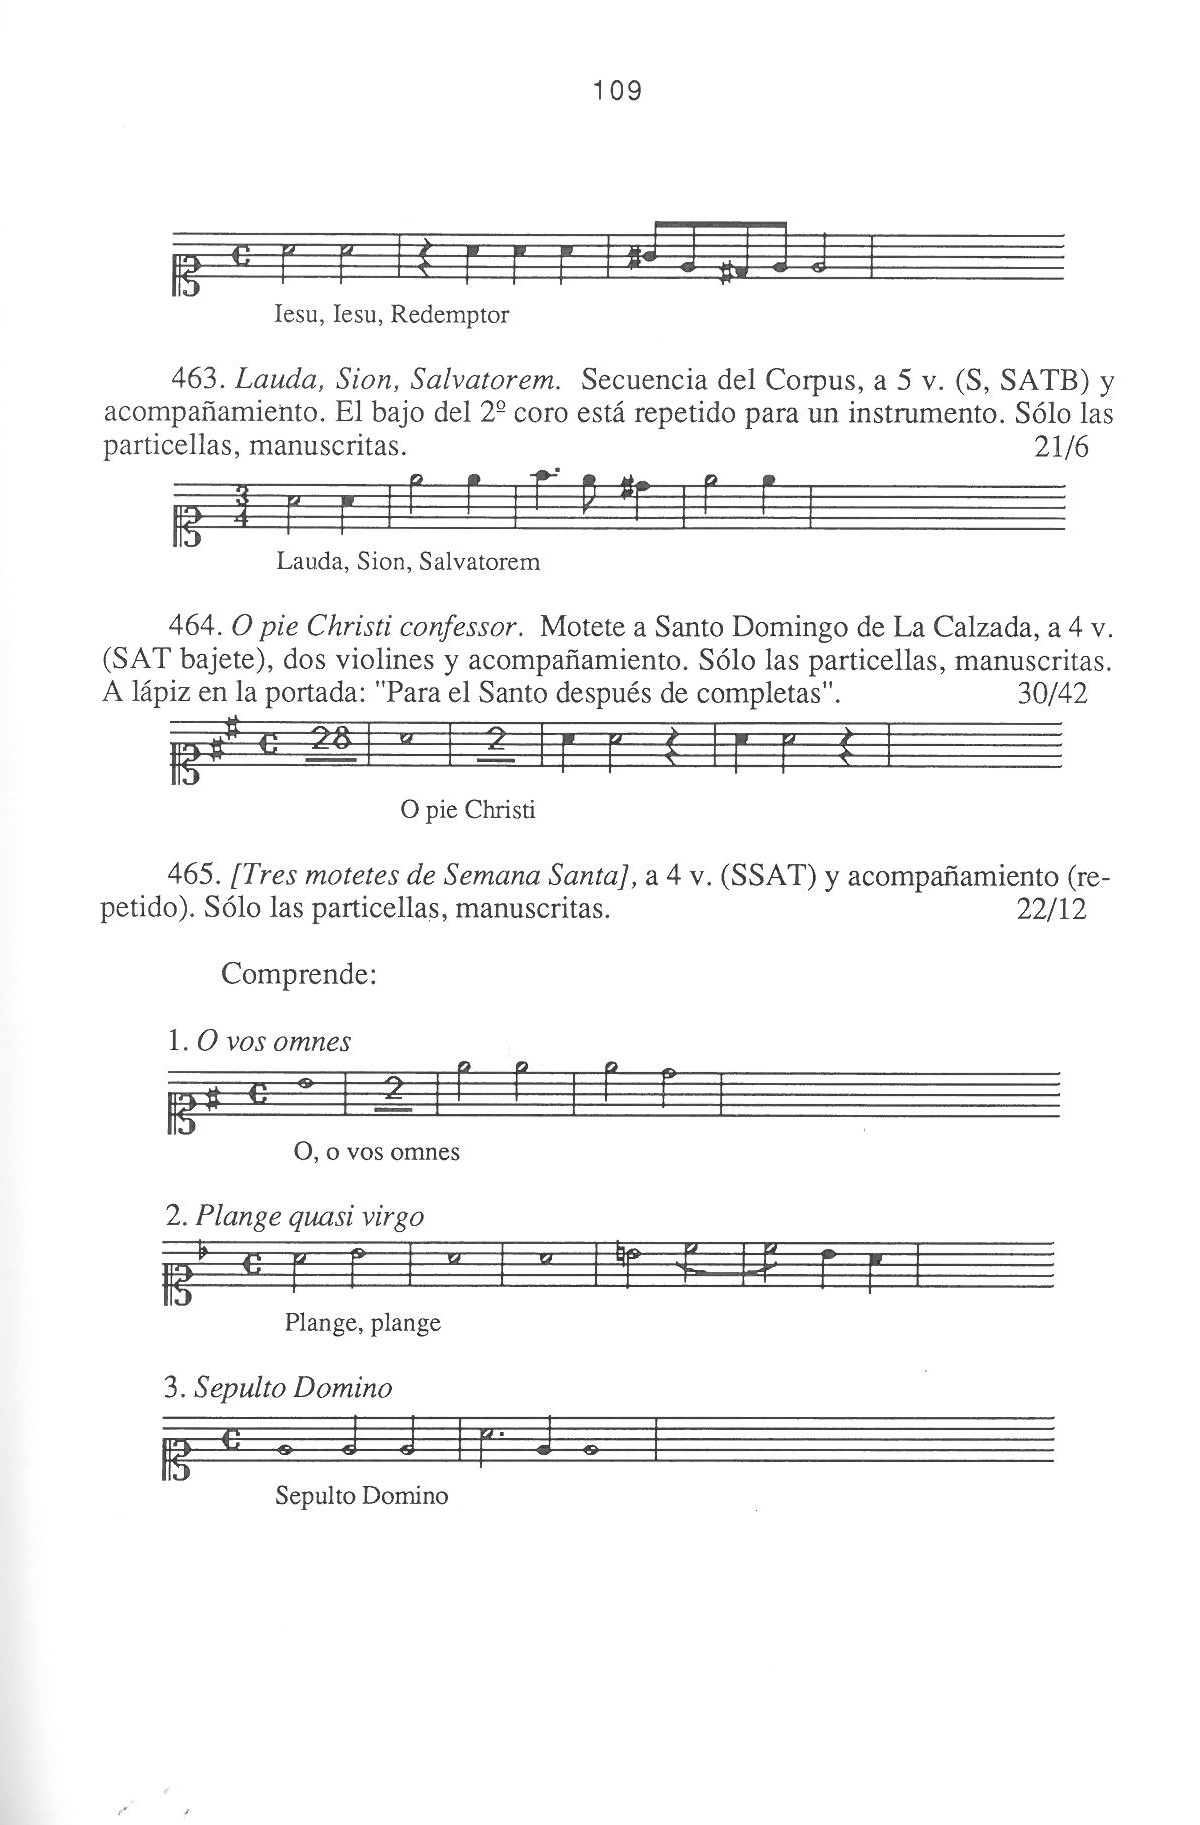 109
Iesu, Iesu, Redemptor
463. Lauda, Sion, Salvatorem. Secuencia del Corpus, a 5 v. (S, SATB) y
acompañamiento. El bajo del 2º coro está repetido para un instrumento. Sólo las
particellas, manuscritas. 21/6
3
4
Lauda, Sion, Salvatorem
464. O pie Christi confessor. Motete a Santo Domingo de La Calzada, a 4 v.
(SAT bajete), dos violines y acompañamiento. Sólo las particellas, manuscritas.
A lápiz en la portada: "Para el Santo después de completas". 30/42
28 2
O pie Christi
465. [Tres motetes de Semana Santa], a 4 v. (SSAT) y acompañamiento (re-
petido). Sólo las particellas, manuscritas. 22/12
Comprende:
1. O vos omnes
2
O, o vos omnes
2. Plange quasi virgo
Plange, plange
3. Sepulto Domino
Sepulto Domino